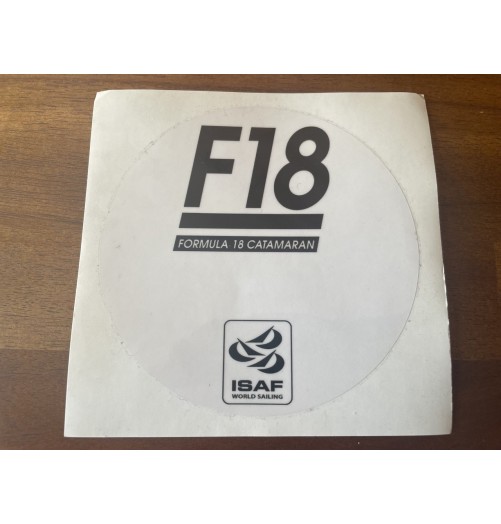 F18
FORMULA 18 CATAMARAN
ISAF
WORLD SAILING